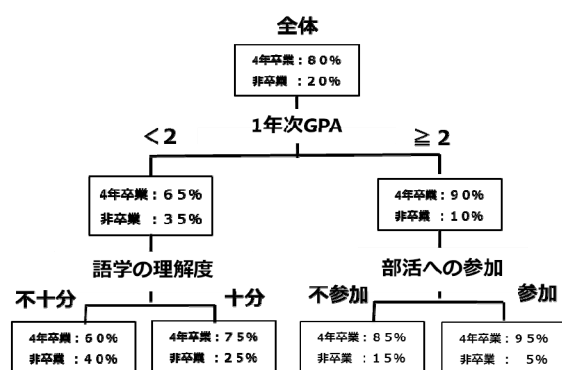 全体
4年卒業：80%
非卒業：20%
1年次GPA
＜2
≧2
4年卒業：65%
非卒業：35%
4年卒業：90%
非卒業：10%
語学の理解度
部活への参加
不十分
十分
不参加
参加
4年卒業：60%
非卒業：40%
4年卒業：75%
非卒業：25%
4年卒業：85%
非卒業：15%
4年卒業：95%
非卒業：5%